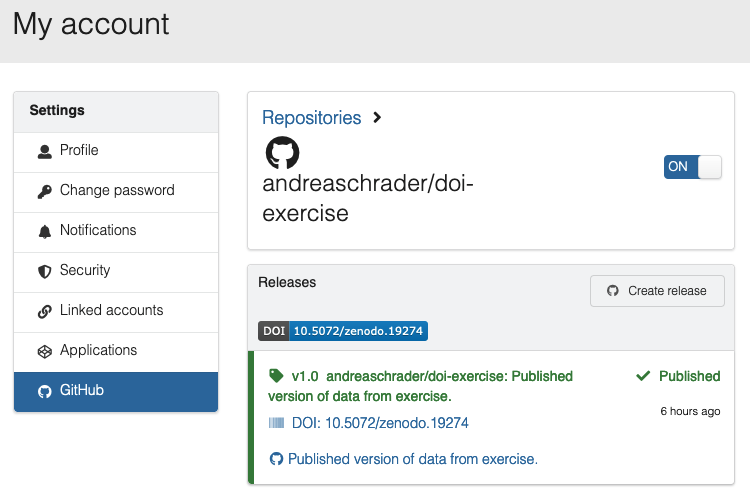 My account
Settings
Profile
Change password
Notifications
Security
Linked accounts
Applications
GitHub
Repositories
andreaschrader/doi-
exercise
ON
Releases
Create release
DOI 10.5072/zenodo.19274
v1.0 andreaschrader/doi-exercise: Published
version of data from exercise.
Published
6 hours ago
DOI: 10.5072/zenodo.19274
Published version of data from exercise.